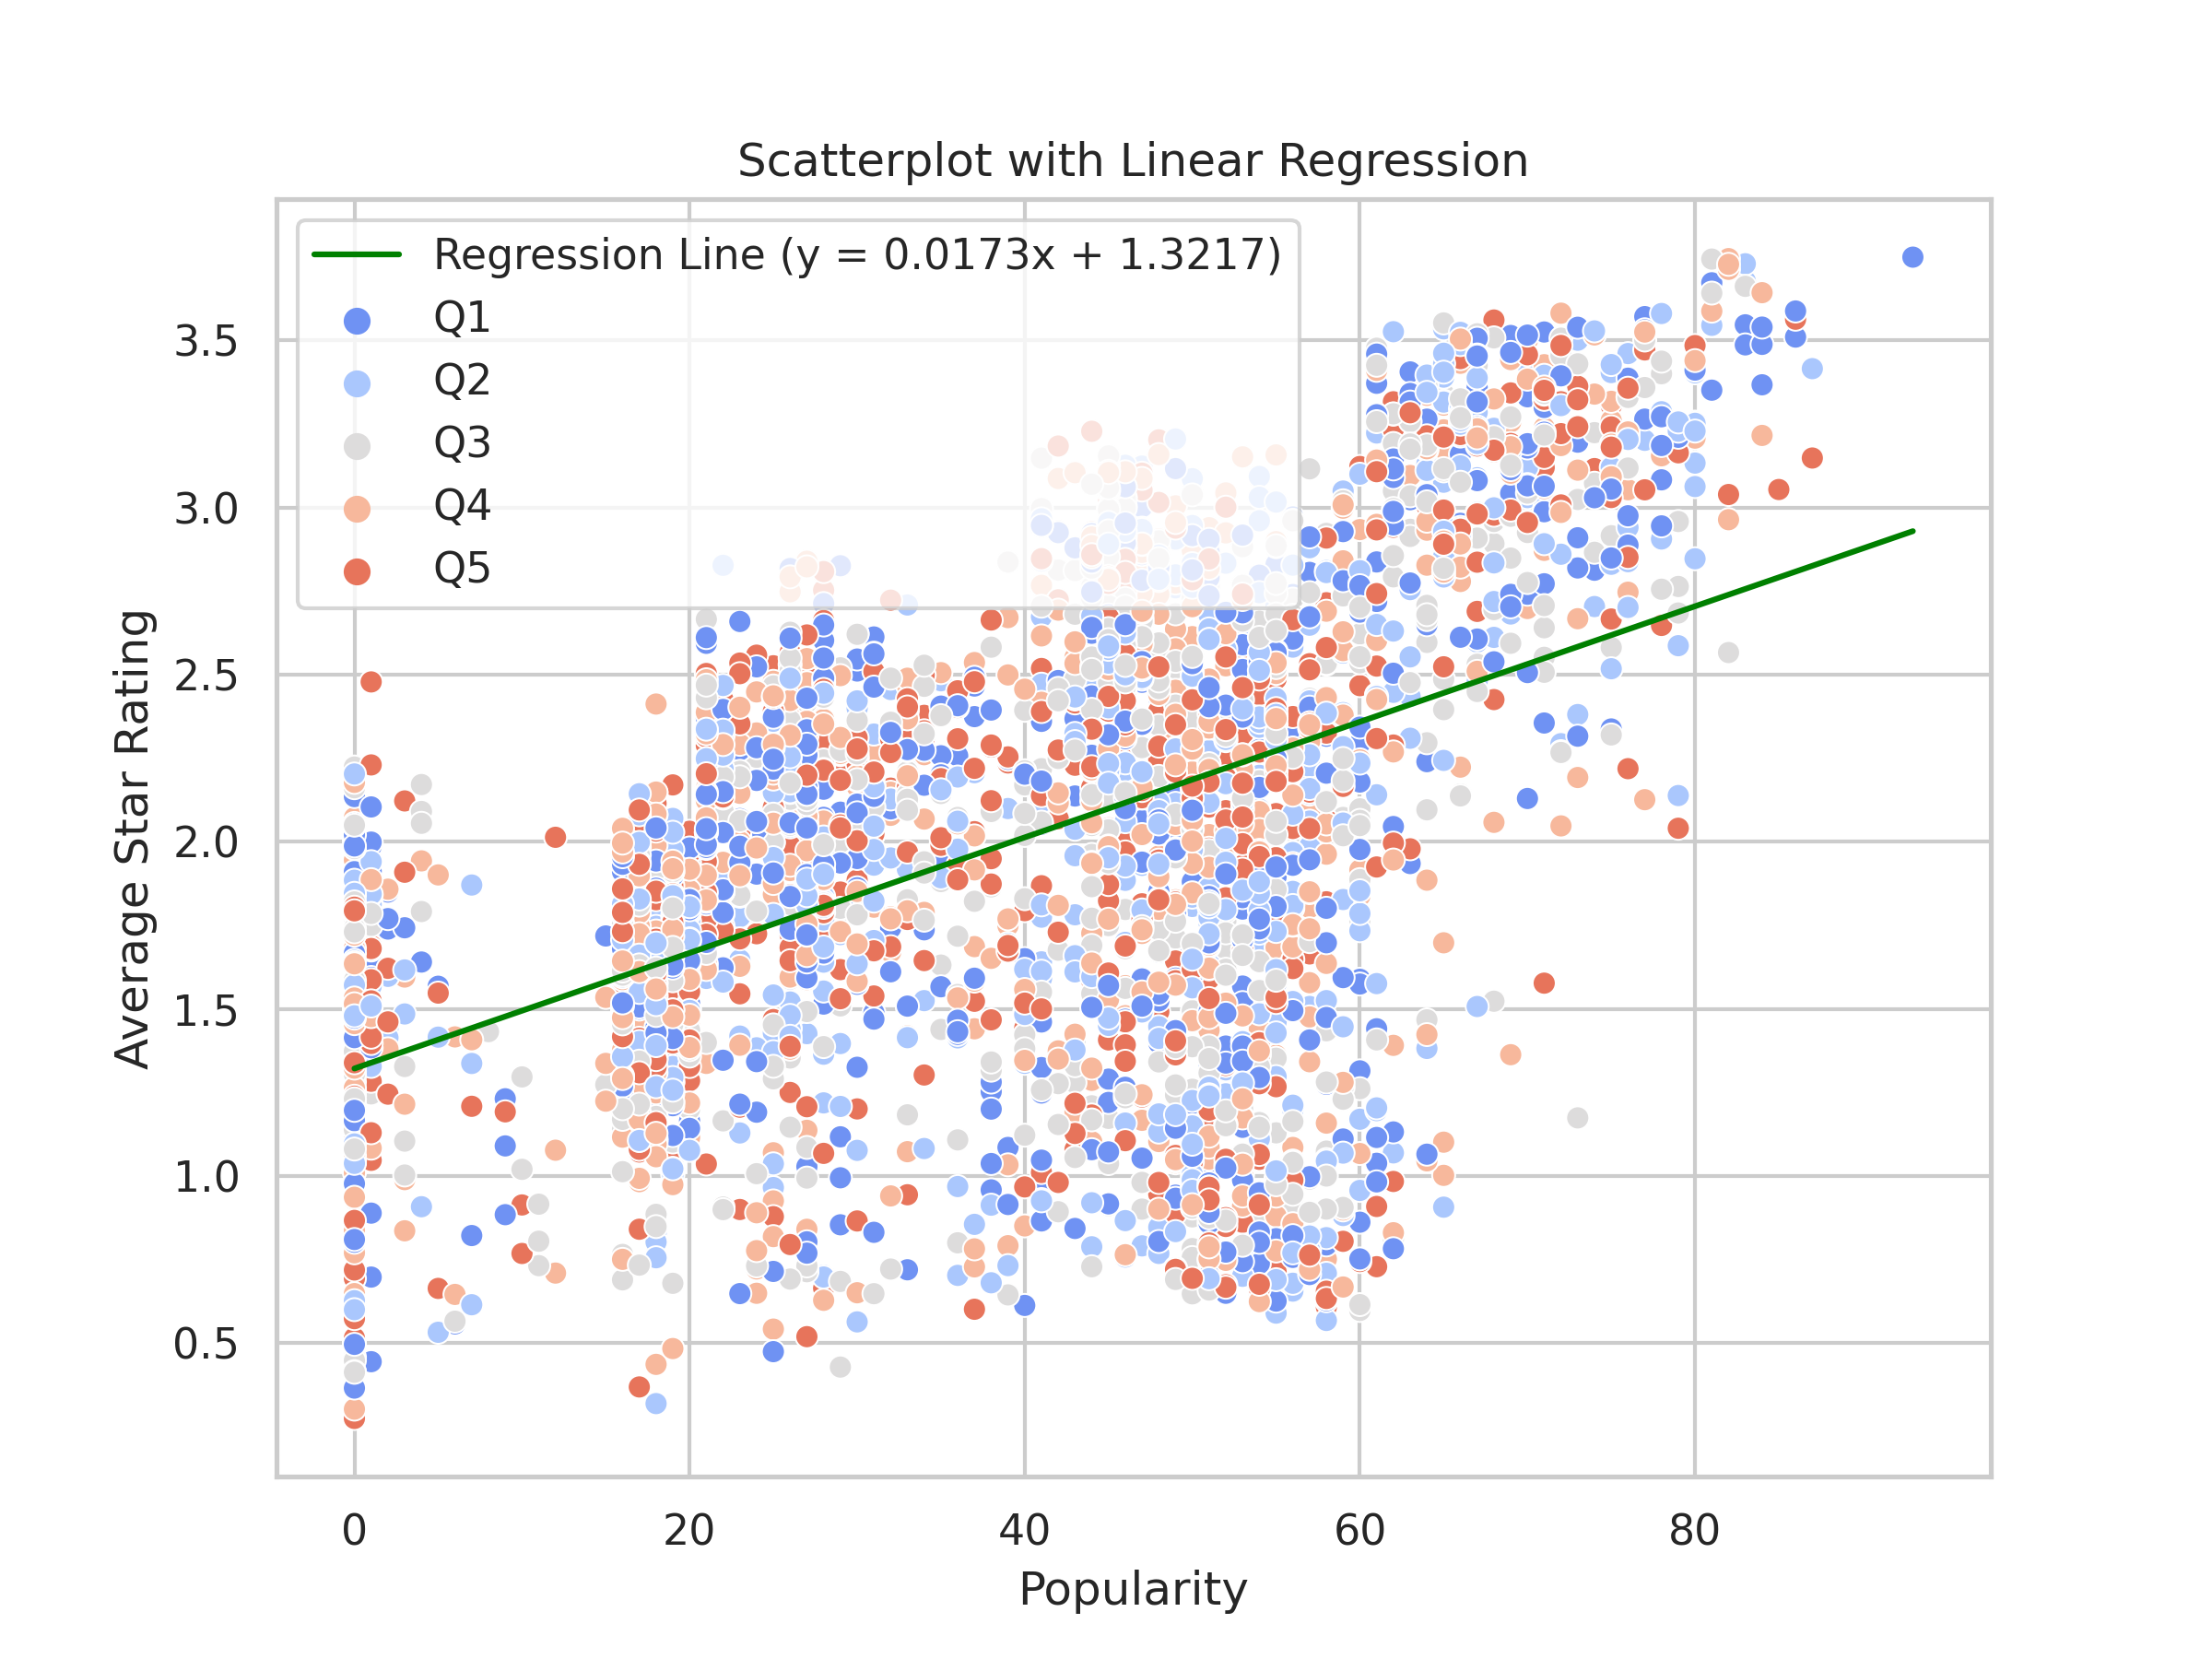 Scatterplot with Linear Regression
Regression Line (y = 0.0173x + 1.3217)
Q1
Q2
Q3
Q4
Q5
Average Star Rating
3.5
3.0
2.5
2.0
1.5
1.0
0.5
0 20 40 60 80
Popularity